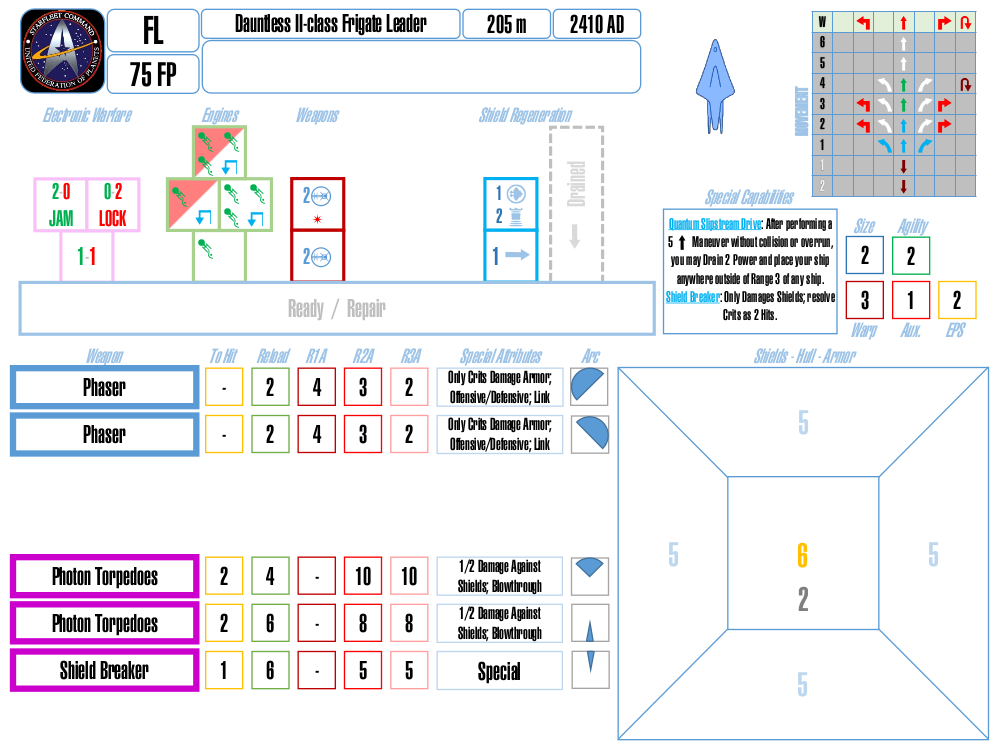 STARFLEET COMMAND
UNITED FEDERATION OF PLANETS
FL
Dauntless II-class Frigate Leader
205 m
2410 AD
75 FP
Electronic Warfare
Engines
Weapons
Shield Regeneration
MOVEMENT
W
6
5
4
3
2
1
1
2
2-0
JAM
0-2
LOCK
1-1
2
2
1
2
1
Drained
Ready / Repair
Special Capabilities
Quantum Slipstream Drive: After performing a
5 ↑ Maneuver without collision or overrun,
you may Drain 2 Power and place your ship
anywhere outside of Range 3 of any ship.
Shield Breaker: Only Damages Shields; resolve
Crits as 2 Hits.
Size
Agility
2
2
3
1
2
Warp
Aux.
EPS
Weapon
To Hit
Reload
R1A
R2A
R3A
Special Attributes
Arc
Phaser
-
2
4
3
2
Only Crits Damage Armor;
Offensive/Defensive; Link
Phaser
-
2
4
3
2
Only Crits Damage Armor;
Offensive/Defensive; Link
Photon Torpedoes
2
4
-
10
10
1/2 Damage Against
Shields; Blowthrough
Photon Torpedoes
2
6
-
8
8
1/2 Damage Against
Shields; Blowthrough
Shield Breaker
1
6
-
5
5
Special
Shields - Hull - Armor
5
5
6
5
2
5